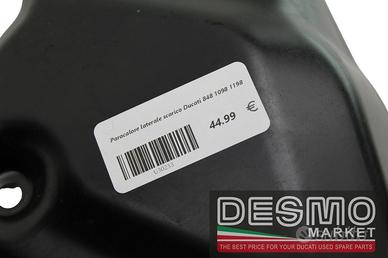 Paracalore laterale scarico Ducati 848 1098 1198
44.99 €
U30233
DESMO
MARKET
THE BEST PRICE FOR YOUR DUCATI USED SPARE PARTS